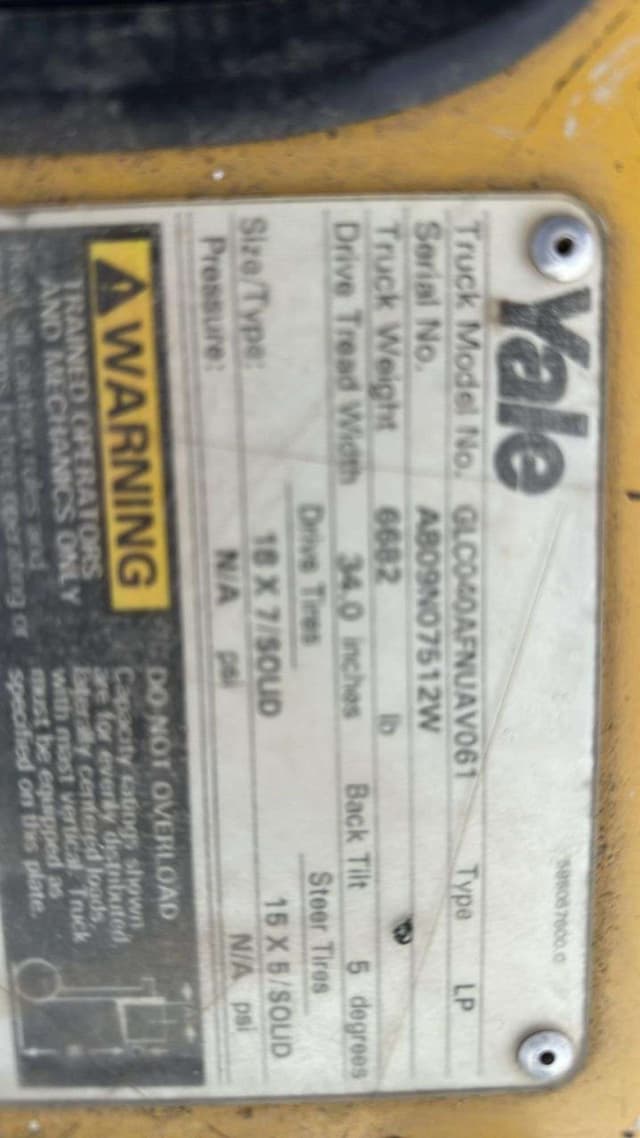 Yale
Truck Model No. GLC040AFNUAV061 Type LP
Serial No. A809N07512W
Truck Weight 6682 lb
Drive Tread Width 34.0 inches Back Tilt 5 degrees
Drive Tires Steer Tires
Size/Type: 18 X 7/SOLID 15 X 5/SOLID
Pressure: N/A psi N/A psi
WARNING
TRAINED OPERATORS
AND MECHANICS ONLY
DO NOT OVERLOAD
Capacity ratings shown
are for evenly distributed
laterally centered loads,
with mast vertical. Truck
must be equipped as
specified on this plate.